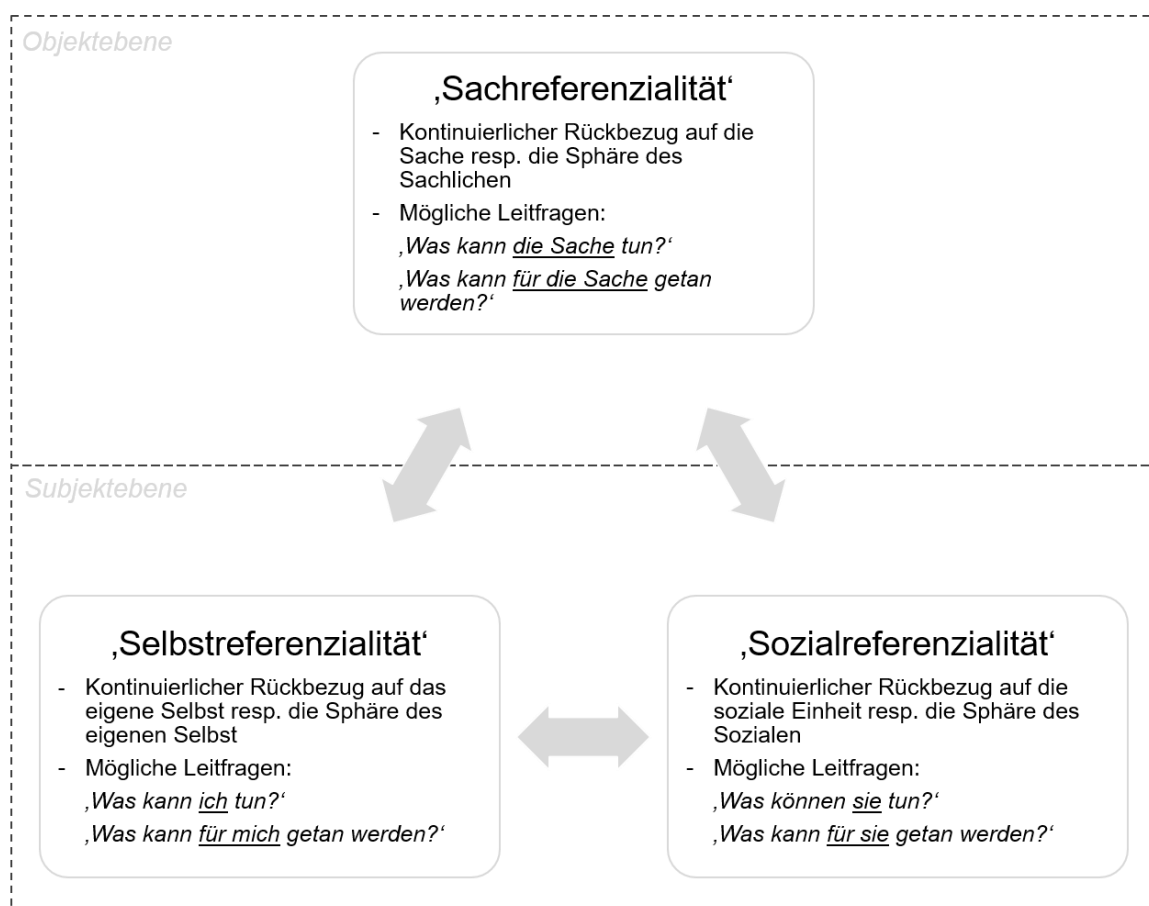 Objektebene
‚Sachreferenzialität‘
- Kontinuierlicher Rückbezug auf die
Sache resp. die Sphäre des
Sachlichen
- Mögliche Leitfragen:
‚Was kann die Sache tun?‘
‚Was kann für die Sache getan
werden?‘
Subjektebene
‚Selbstreferenzialität‘
- Kontinuierlicher Rückbezug auf das
eigene Selbst resp. die Sphäre des
eigenen Selbst
- Mögliche Leitfragen:
‚Was kann ich tun?‘
‚Was kann für mich getan werden?‘
‚Sozialreferenzialität‘
- Kontinuierlicher Rückbezug auf die
soziale Einheit resp. die Sphäre des
Sozialen
- Mögliche Leitfragen:
‚Was können sie tun?‘
‚Was kann für sie getan werden?‘